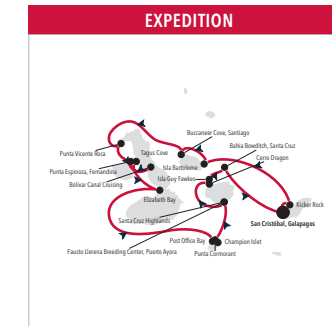 EXPEDITION
Buccaneer Cove, Santiago
Tagus Cove
Bahia Bowditch, Santa Cruz
Punta Vicente Roca
Isla Bartolome
Cerro Dragon
Punta Espinoza, Fernandina
Isla Guy Fawkes
Bolivar Canal Cruising
Elizabeth Bay
Kicker Rock
Santa Cruz Highlands
San Cristóbal, Galapagos
Post Office Bay
Champion Islet
Fausto Llerena Breeding Center, Puerto Ayora
Punta Cormorant